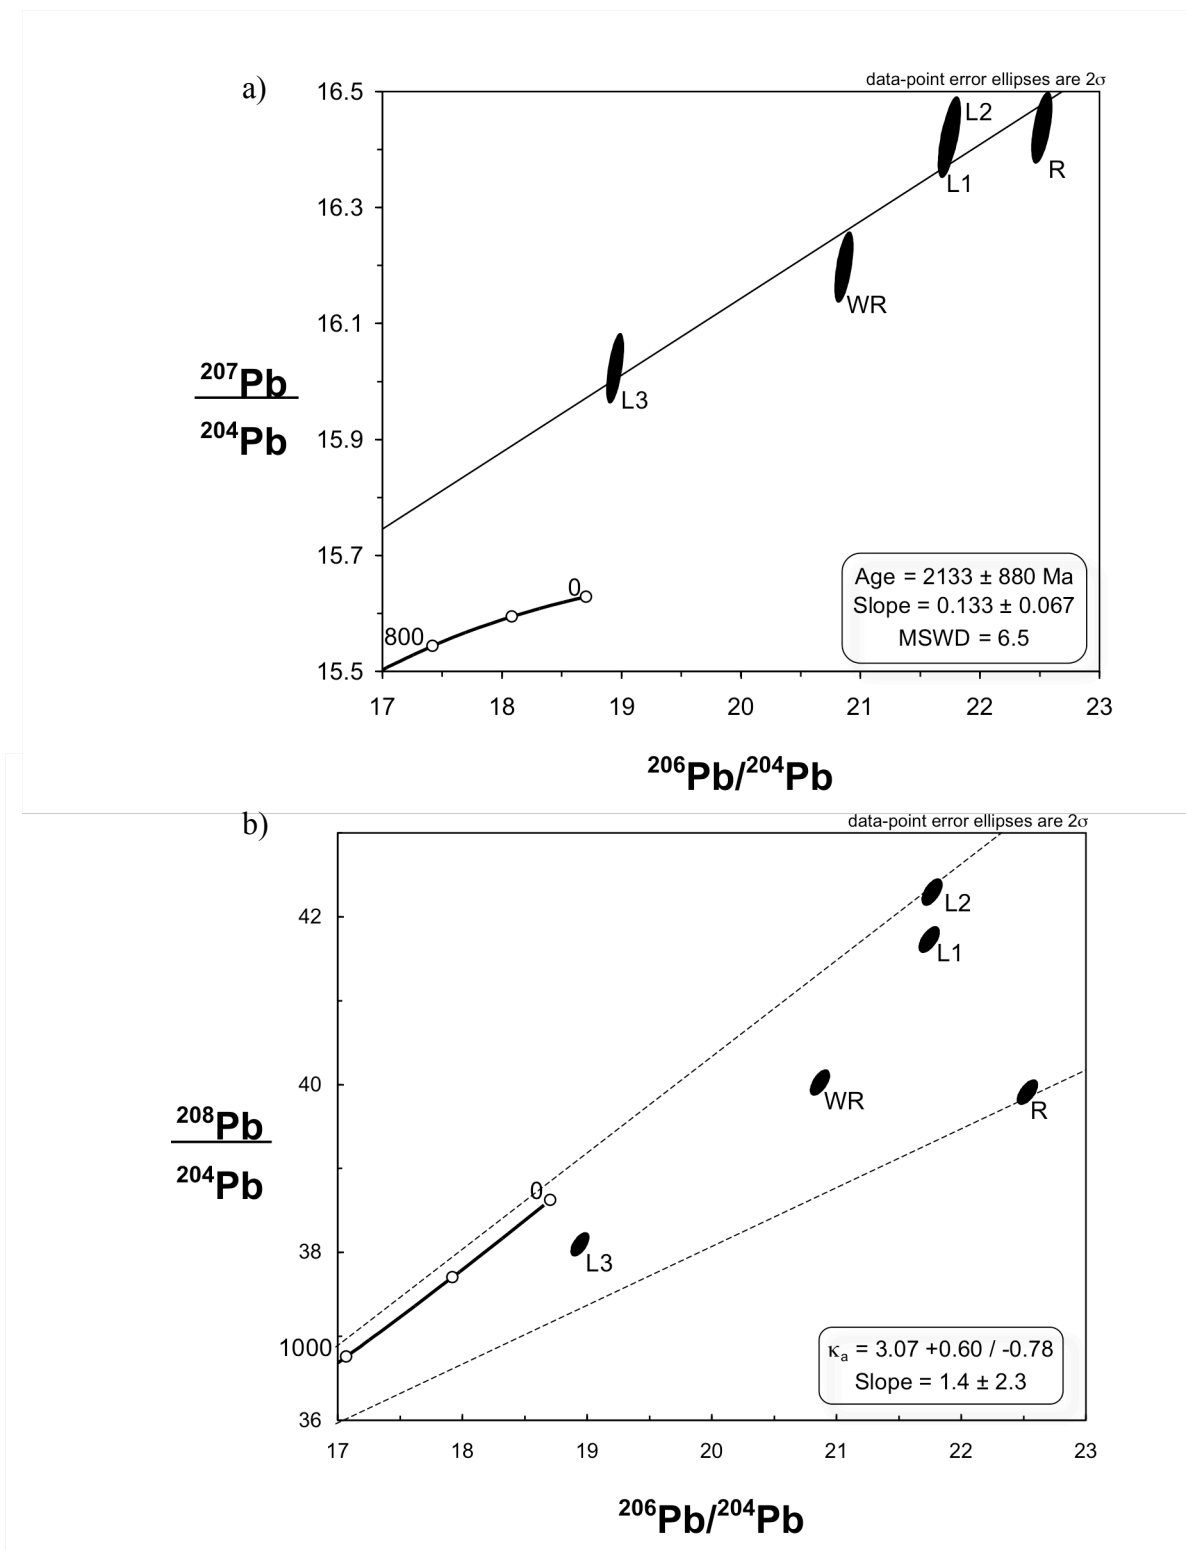 a)
data-point error ellipses are 2σ
16.5
16.3
16.1
15.9
15.7
15.5
²⁰⁷Pb
²⁰⁴Pb
L2
L1
R
WR
L3
0
800
Age = 2133 ± 880 Ma
Slope = 0.133 ± 0.067
MSWD = 6.5
17 18 19 20 21 22 23
²⁰⁶Pb/²⁰⁴Pb
b)
data-point error ellipses are 2σ
42
40
38
36
²⁰⁸Pb
²⁰⁴Pb
L2
L1
WR
R
0
L3
1000
κₐ = 3.07 +0.60 / -0.78
Slope = 1.4 ± 2.3
17 18 19 20 21 22 23
²⁰⁶Pb/²⁰⁴Pb